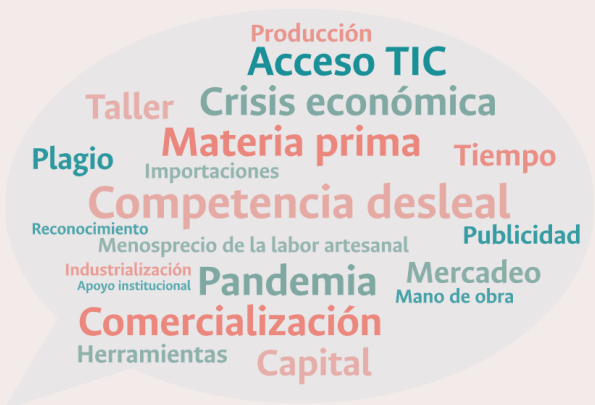 Producción
Acceso TIC
Taller
Crisis económica
Materia prima
Plagio
Tiempo
Importaciones
Competencia desleal
Reconocimiento
Menosprecio de la labor artesanal
Publicidad
Industrialización
Apoyo institucional
Pandemia
Mercadeo
Mano de obra
Comercialización
Herramientas
Capital